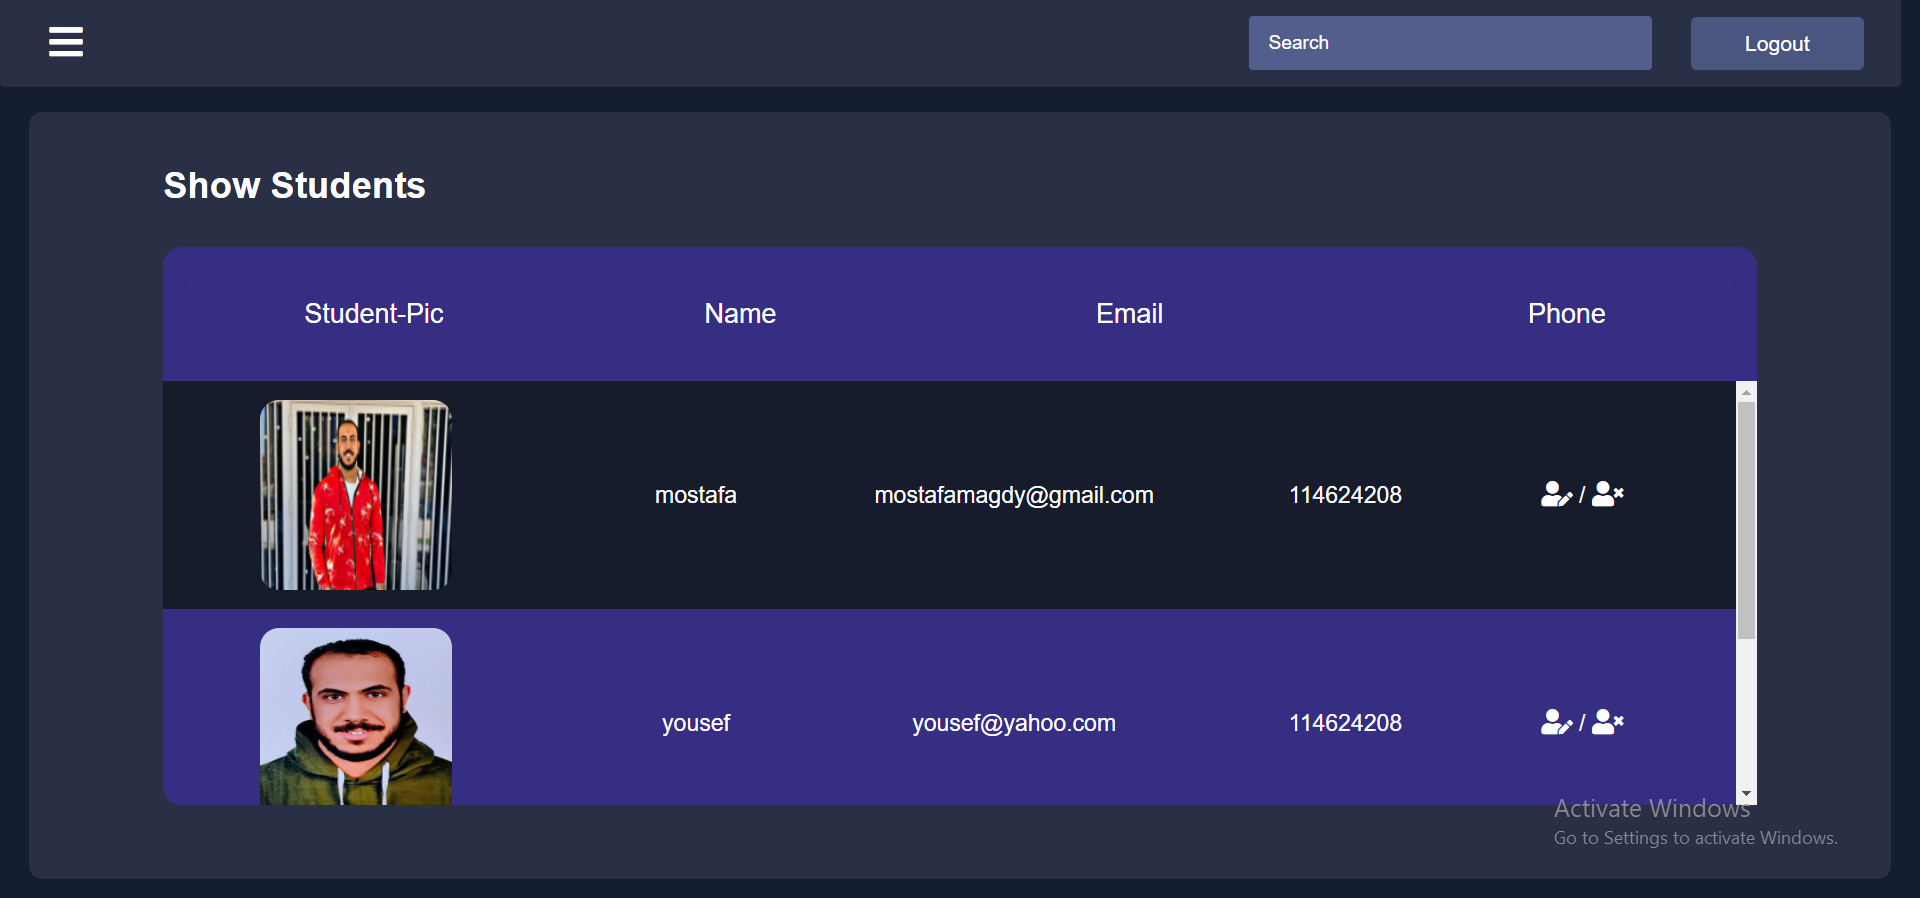 Search
Logout
Show Students
Student-Pic Name Email Phone
mostafa mostafamagdy@gmail.com 114624208 /
yousef yousef@yahoo.com 114624208 /
Activate Windows
Go to Settings to activate Windows.